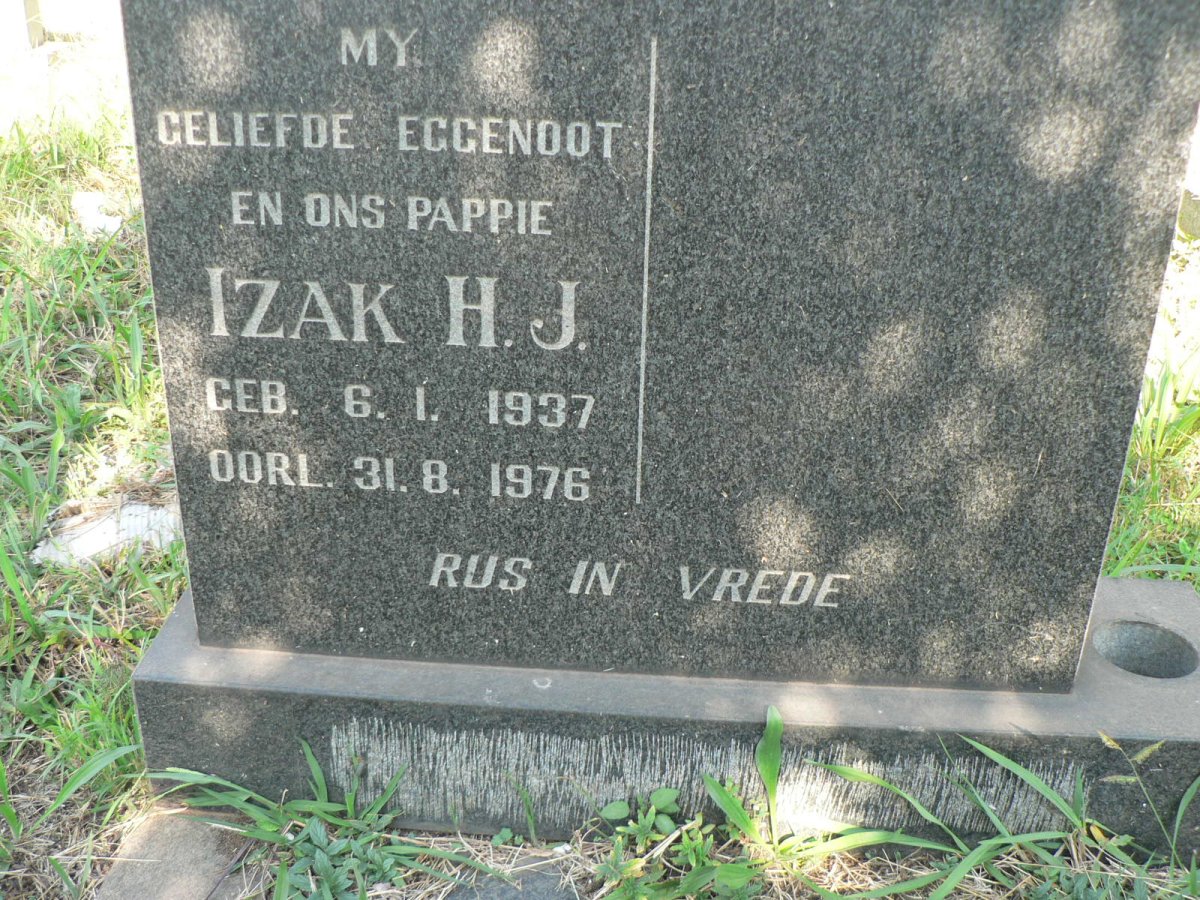 MY
GELIEFDE EGGENOOT
EN ONS PAPPIE
IZAK H. J.
GEB. 6. 1. 1937
OORL. 31. 8. 1976
RUS IN VREDE